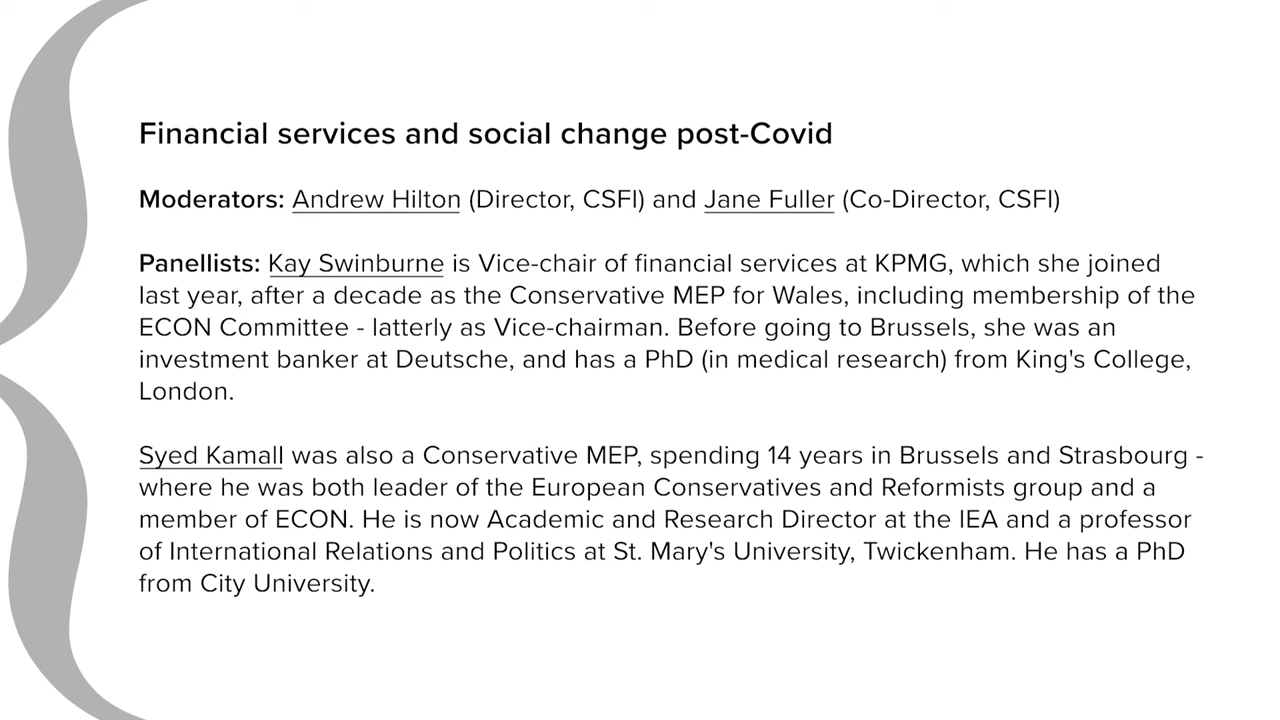 Financial services and social change post-Covid
Moderators: Andrew Hilton (Director, CSFI) and Jane Fuller (Co-Director, CSFI)
Panellists: Kay Swinburne is Vice-chair of financial services at KPMG, which she joined
last year, after a decade as the Conservative MEP for Wales, including membership of the
ECON Committee - latterly as Vice-chairman. Before going to Brussels, she was an
investment banker at Deutsche, and has a PhD (in medical research) from King's College,
London.
Syed Kamall was also a Conservative MEP, spending 14 years in Brussels and Strasbourg -
where he was both leader of the European Conservatives and Reformists group and a
member of ECON. He is now Academic and Research Director at the IEA and a professor
of International Relations and Politics at St. Mary's University, Twickenham. He has a PhD
from City University.